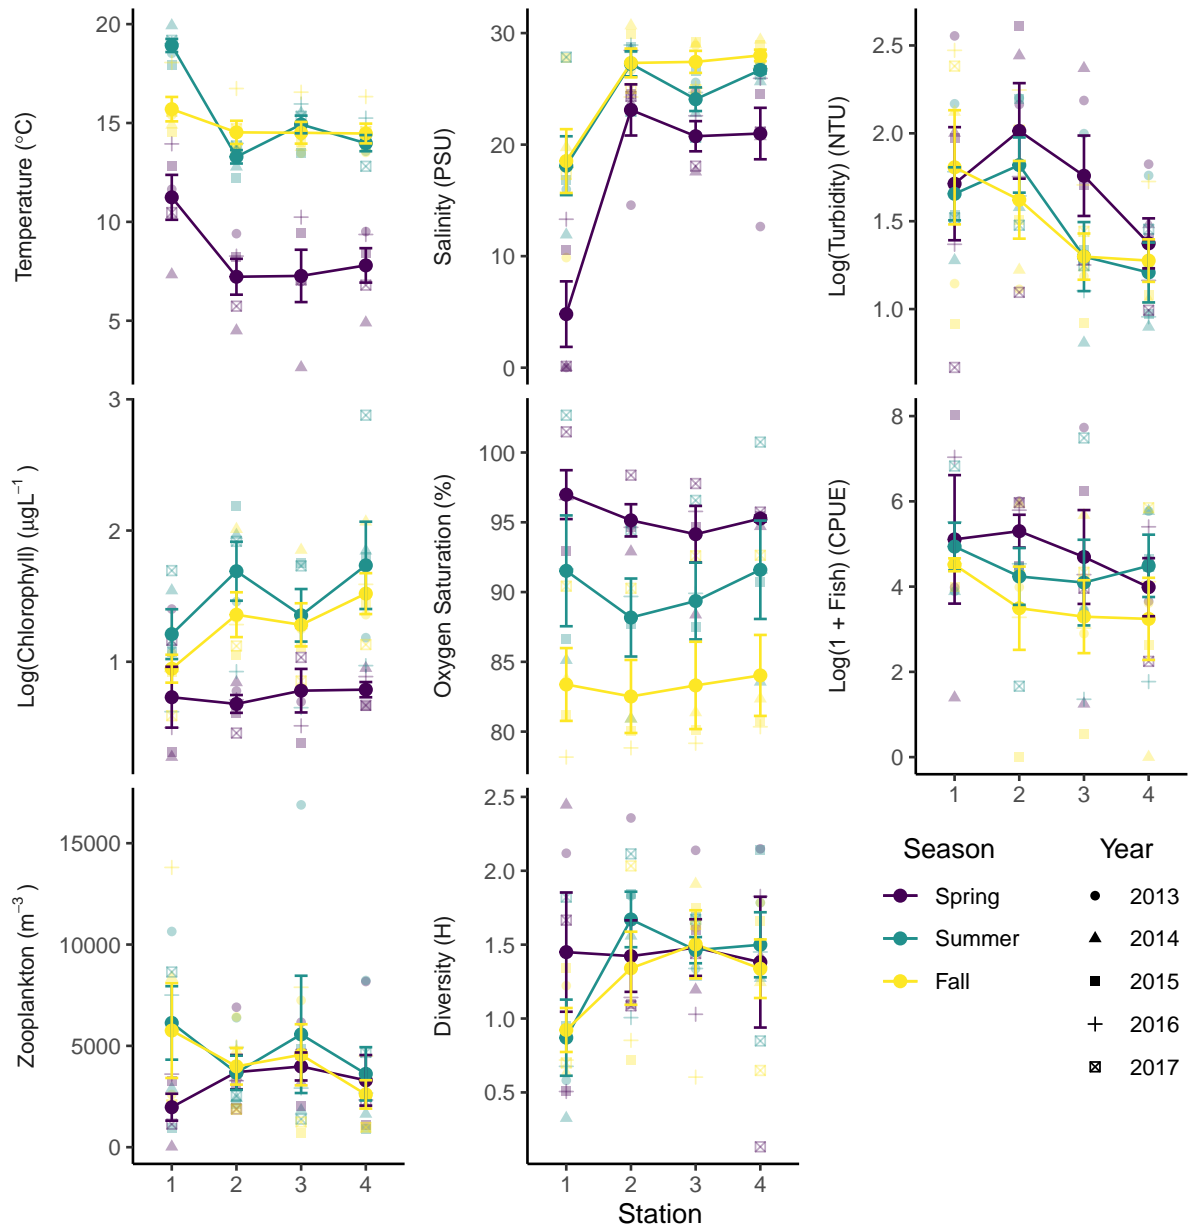 Temperature (°C)
20
15
10
5
Salinity (PSU)
30
20
10
0
Log(Turbidity) (NTU)
2.5
2.0
1.5
1.0
Log(Chlorophyll) (μgL⁻¹ )
3
2
1
Oxygen Saturation (%)
100
95
90
85
80
Log(1 + Fish) (CPUE)
8
6
4
2
0
1 2 3 4
Zooplankton (m⁻³ )
15000
10000
5000
0
1 2 3 4
Diversity (H)
2.5
2.0
1.5
1.0
0.5
1 2 3 4
Station
Season
Spring
Summer
Fall
Year
2013
2014
2015
2016
2017